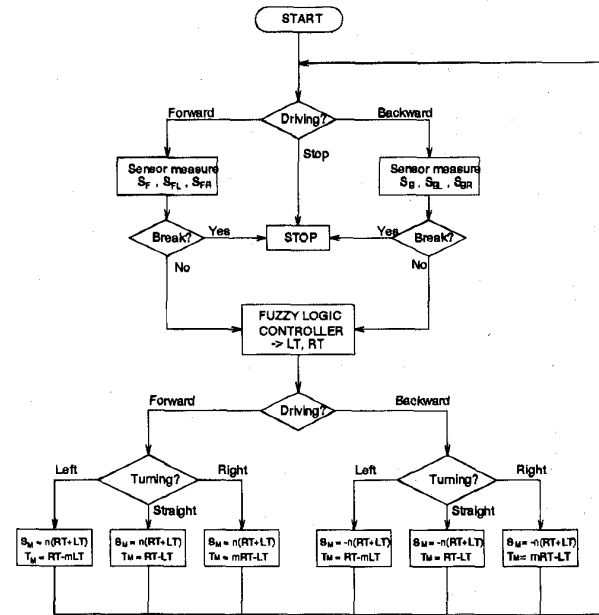 START
Driving?
Forward
Backward
Stop
Sensor measure
S_F , S_FL , S_FR
Sensor measure
S_B , S_BL , S_BR
Break?
Yes
STOP
Yes
Break?
No
No
FUZZY LOGIC
CONTROLLER
-> LT, RT
Forward
Driving?
Backward
Left
Turning?
Right
Straight
Left
Turning?
Right
Straight
S_M = n(RT+LT)
T_M = RT-mLT
S_M = n(RT+LT)
T_M = RT-LT
S_M = n(RT+LT)
T_M = mRT-LT
S_M = -n(RT+LT)
T_M = RT-mLT
S_M = -n(RT+LT)
T_M = RT-LT
S_M = -n(RT+LT)
T_M = mRT-LT